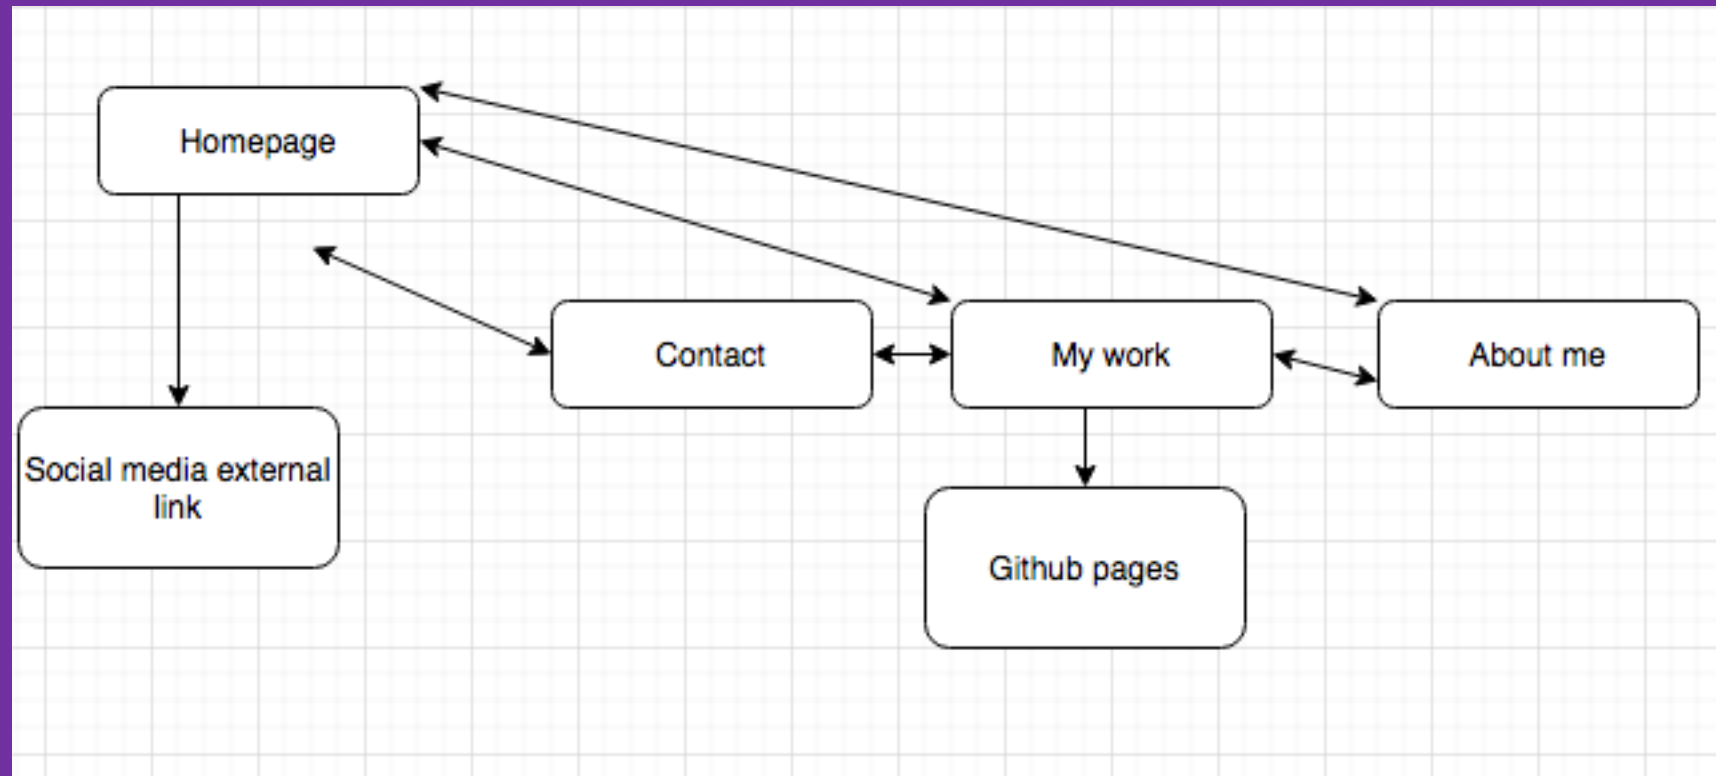 Homepage
Contact
My work
About me
Social media external
link
Github pages